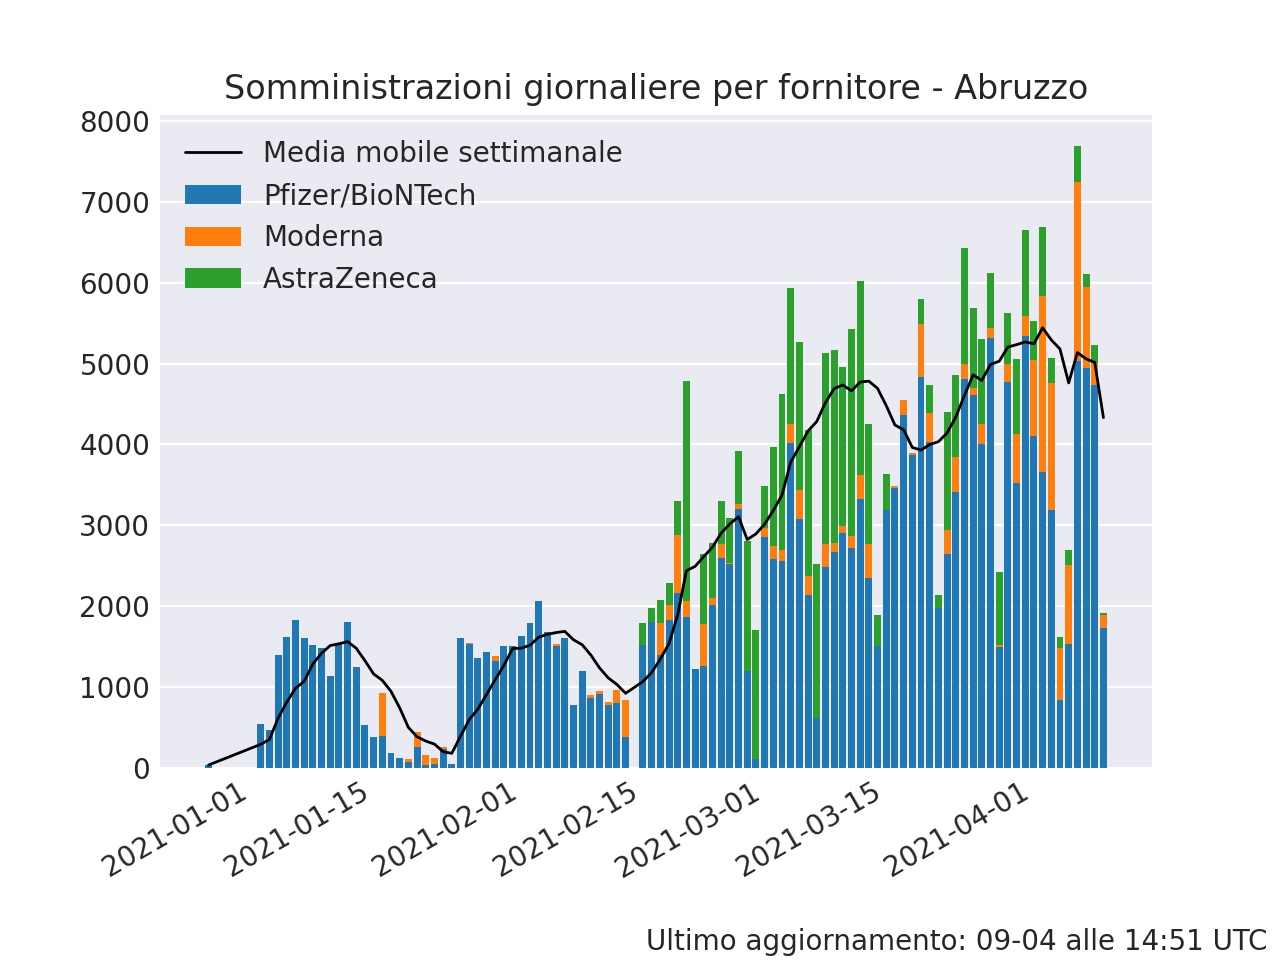 Somministrazioni giornaliere per fornitore - Abruzzo
8000
7000
6000
5000
4000
3000
2000
1000
0
Media mobile settimanale
Pfizer/BioNTech
Moderna
AstraZeneca
2021-01-01
2021-01-15
2021-02-01
2021-02-15
2021-03-01
2021-03-15
2021-04-01
Ultimo aggiornamento: 09-04 alle 14:51 UTC